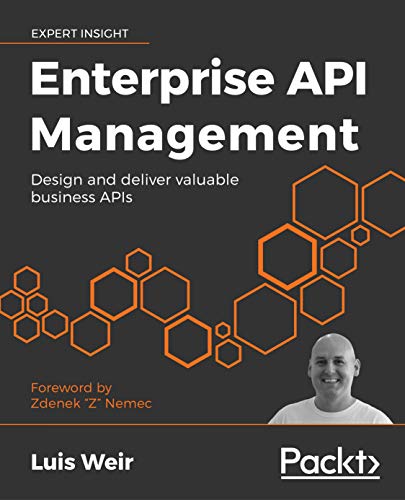 EXPERT INSIGHT
Enterprise API
Management
Design and deliver valuable
business APIs
Foreword by
Zdenek “Z” Nemec
Luis Weir
Packt>